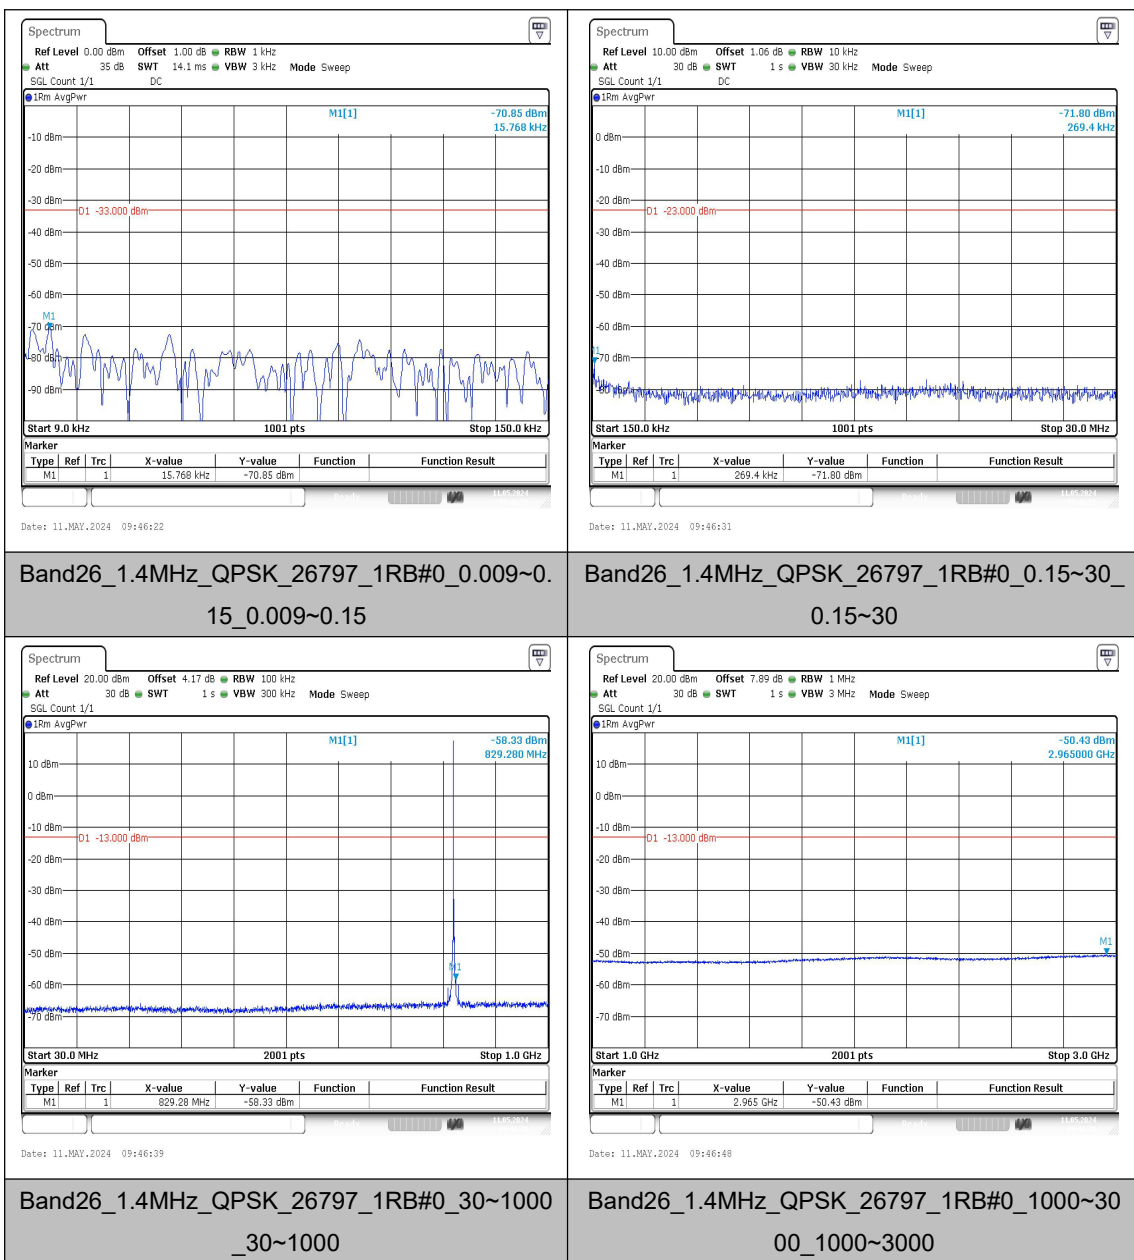 Spectrum
Ref Level 0.00 dBm Offset 1.00 dB RBW 1 kHz
Att 35 dB SWT 14.1 ms VBW 3 kHz Mode Sweep
SGL Count 1/1 DC
1Rm AvgPwr
M1[1] -70.85 dBm
15.768 kHz
-10 dBm
-20 dBm
-30 dBm
D1 -33.000 dBm
-40 dBm
-50 dBm
-60 dBm
M1
-70 dBm
-80 dBm
-90 dBm
Start 9.0 kHz 1001 pts Stop 150.0 kHz
Marker
Type Ref Trc X-value Y-value Function Function Result
M1 1 15.768 kHz -70.85 dBm
Ready 11.05.2024
Date: 11.MAY.2024 09:46:22
Band26_1.4MHz_QPSK_26797_1RB#0_0.009~0.
15_0.009~0.15
Spectrum
Ref Level 10.00 dBm Offset 1.06 dB RBW 10 kHz
Att 30 dB SWT 1 s VBW 30 kHz Mode Sweep
SGL Count 1/1 DC
1Rm AvgPwr
M1[1] -71.80 dBm
269.4 kHz
0 dBm
-10 dBm
-20 dBm
D1 -23.000 dBm
-30 dBm
-40 dBm
-50 dBm
-60 dBm
-70 dBm
-80 dBm
Start 150.0 kHz 1001 pts Stop 30.0 MHz
Marker
Type Ref Trc X-value Y-value Function Function Result
M1 1 269.4 kHz -71.80 dBm
Ready 11.05.2024
Date: 11.MAY.2024 09:46:31
Band26_1.4MHz_QPSK_26797_1RB#0_0.15~30_
0.15~30
Spectrum
Ref Level 20.00 dBm Offset 4.17 dB RBW 100 kHz
Att 30 dB SWT 1 s VBW 300 kHz Mode Sweep
SGL Count 1/1
1Rm AvgPwr
M1[1] -58.33 dBm
829.280 MHz
10 dBm
0 dBm
-10 dBm
D1 -13.000 dBm
-20 dBm
-30 dBm
-40 dBm
-50 dBm
M1
-60 dBm
-70 dBm
Start 30.0 MHz 2001 pts Stop 1.0 GHz
Marker
Type Ref Trc X-value Y-value Function Function Result
M1 1 829.28 MHz -58.33 dBm
Ready 11.05.2024
Date: 11.MAY.2024 09:46:39
Band26_1.4MHz_QPSK_26797_1RB#0_30~1000
_30~1000
Spectrum
Ref Level 20.00 dBm Offset 7.89 dB RBW 1 MHz
Att 30 dB SWT 1 s VBW 3 MHz Mode Sweep
SGL Count 1/1
1Rm AvgPwr
M1[1] -50.43 dBm
2.965000 GHz
10 dBm
0 dBm
-10 dBm
D1 -13.000 dBm
-20 dBm
-30 dBm
-40 dBm
M1
-50 dBm
-60 dBm
-70 dBm
Start 1.0 GHz 2001 pts Stop 3.0 GHz
Marker
Type Ref Trc X-value Y-value Function Function Result
M1 1 2.965 GHz -50.43 dBm
Ready 11.05.2024
Date: 11.MAY.2024 09:46:48
Band26_1.4MHz_QPSK_26797_1RB#0_1000~30
00_1000~3000